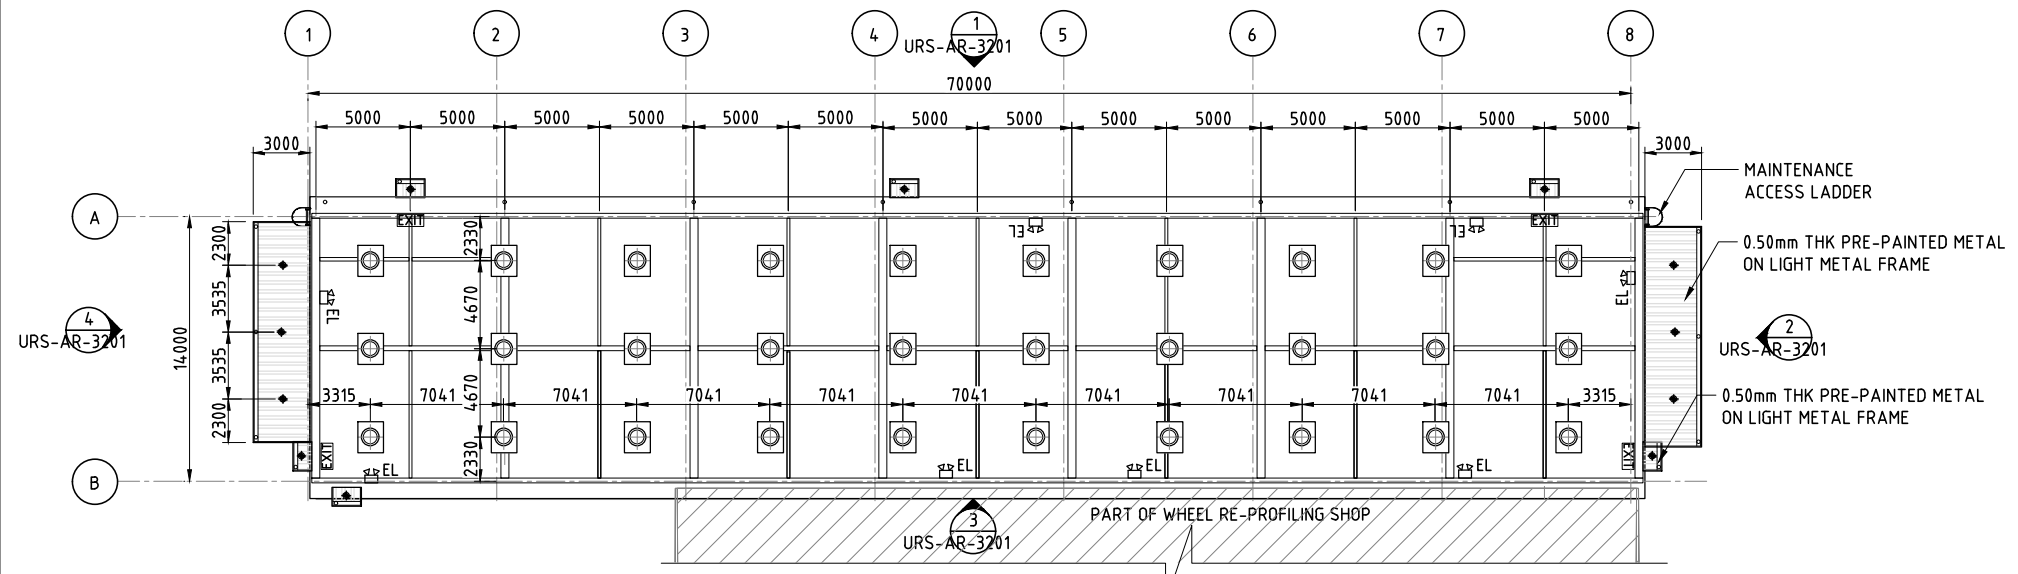 1
2
3
4
5
6
7
8
1
URS-AR-3201
70000
5000 5000 5000 5000 5000 5000 5000 5000 5000 5000 5000 5000 5000 5000
3000
3000
MAINTENANCE
ACCESS LADDER
A
EXIT
EXIT
EL
EL
2300
2330
0.50mm THK PRE-PAINTED METAL
ON LIGHT METAL FRAME
3535
4670
EL
EL
4
URS-AR-3201
14000
2
URS-AR-3201
3535
4670
3315 7041 7041 7041 7041 7041 7041 7041 7041 7041 3315
0.50mm THK PRE-PAINTED METAL
ON LIGHT METAL FRAME
2300
2330
EXIT
EXIT
EL
EL
EL
EL
B
PART OF WHEEL RE-PROFILING SHOP
3
URS-AR-3201